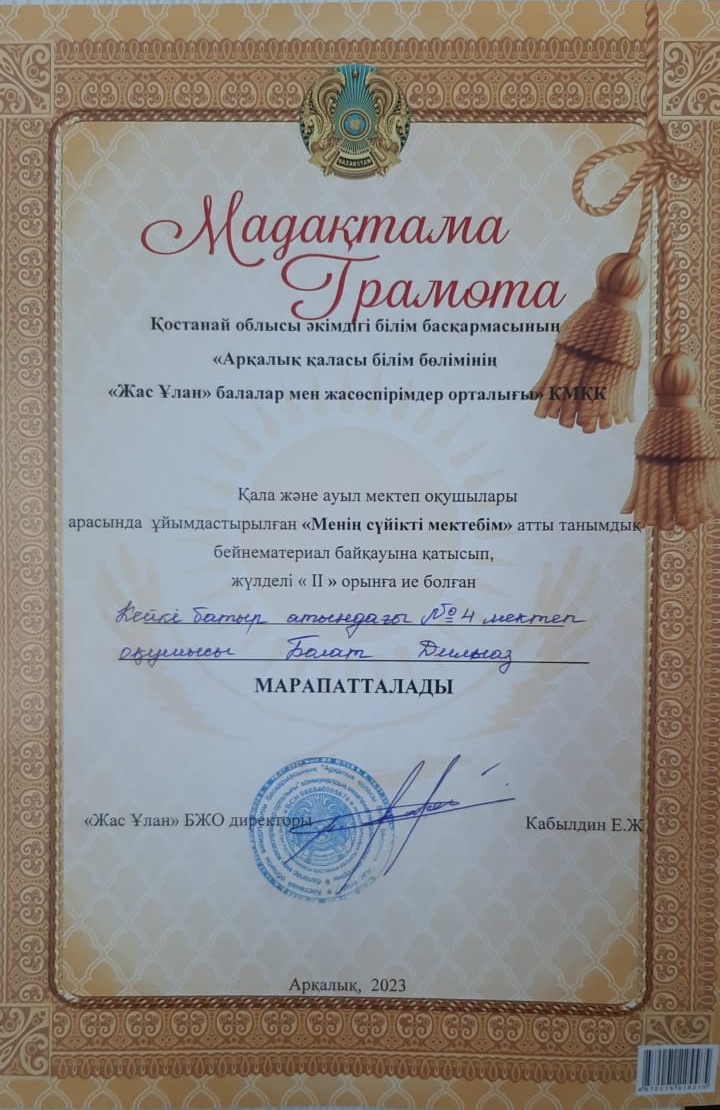 QAZAQSTAN
Мадақтама
Грамота
Қостанай облысы әкімдігі білім басқармасының
«Арқалық қаласы білім бөлімінің
«Жас Ұлан» балалар мен жасөспірімдер орталығы» КМҚК
Қала және ауыл мектеп оқушылары
арасында ұйымдастырылған «Менің сүйікті мектебім» атты танымдық
бейнематериал байқауына қатысып,
жүлделі « II » орынға ие болған
Кейкі батыр атындағы №4 мектеп
оқушысы Болат Дильназ
МАРАПАТТАЛАДЫ
«Жас Ұлан» БЖО директоры Кабылдин Е.Ж
Арқалық, 2023